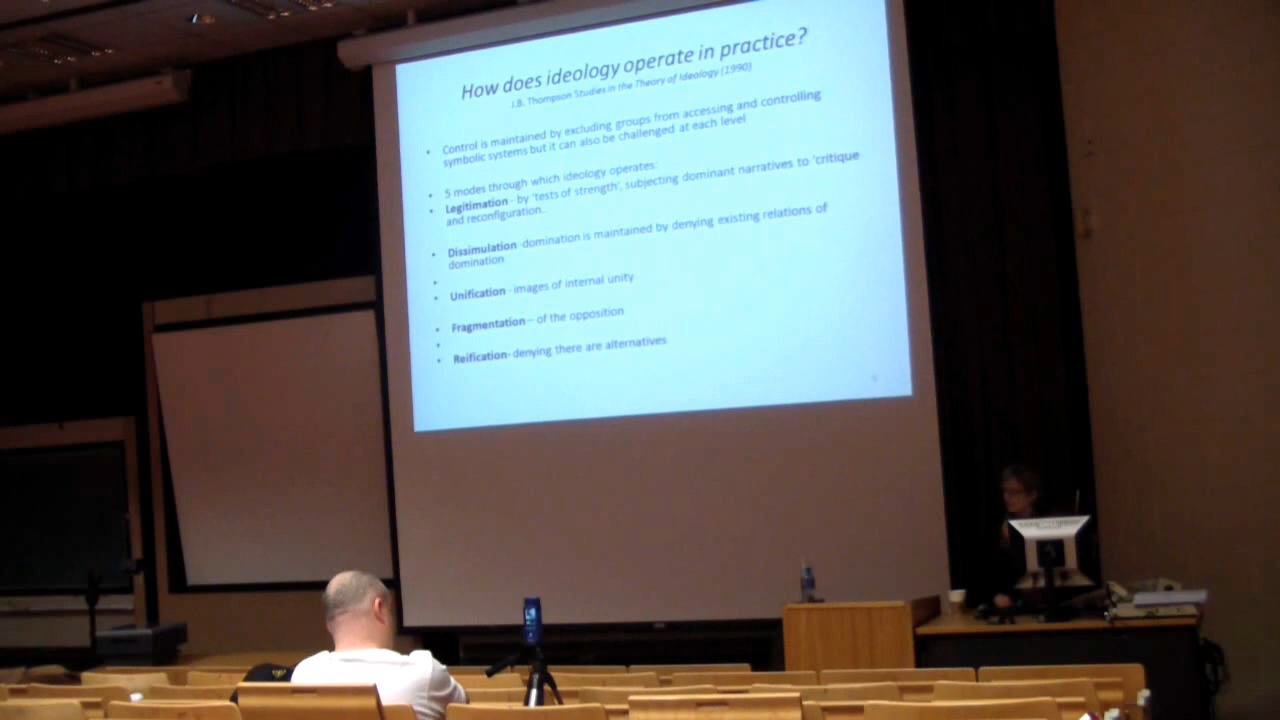 How does ideology operate in practice?
J.B. Thompson Studies in the Theory of Ideology (1990)
• Control is maintained by excluding groups from accessing and controlling
symbolic systems but it can also be challenged at each level
• 5 modes through which ideology operates:
• Legitimation - by 'tests of strength', subjecting dominant narratives to 'critique
and reconfiguration..
• Dissimulation -domination is maintained by denying existing relations of
domination
•
• Unification - images of internal unity
• Fragmentation – of the opposition
•
• Reification- denying there are alternatives